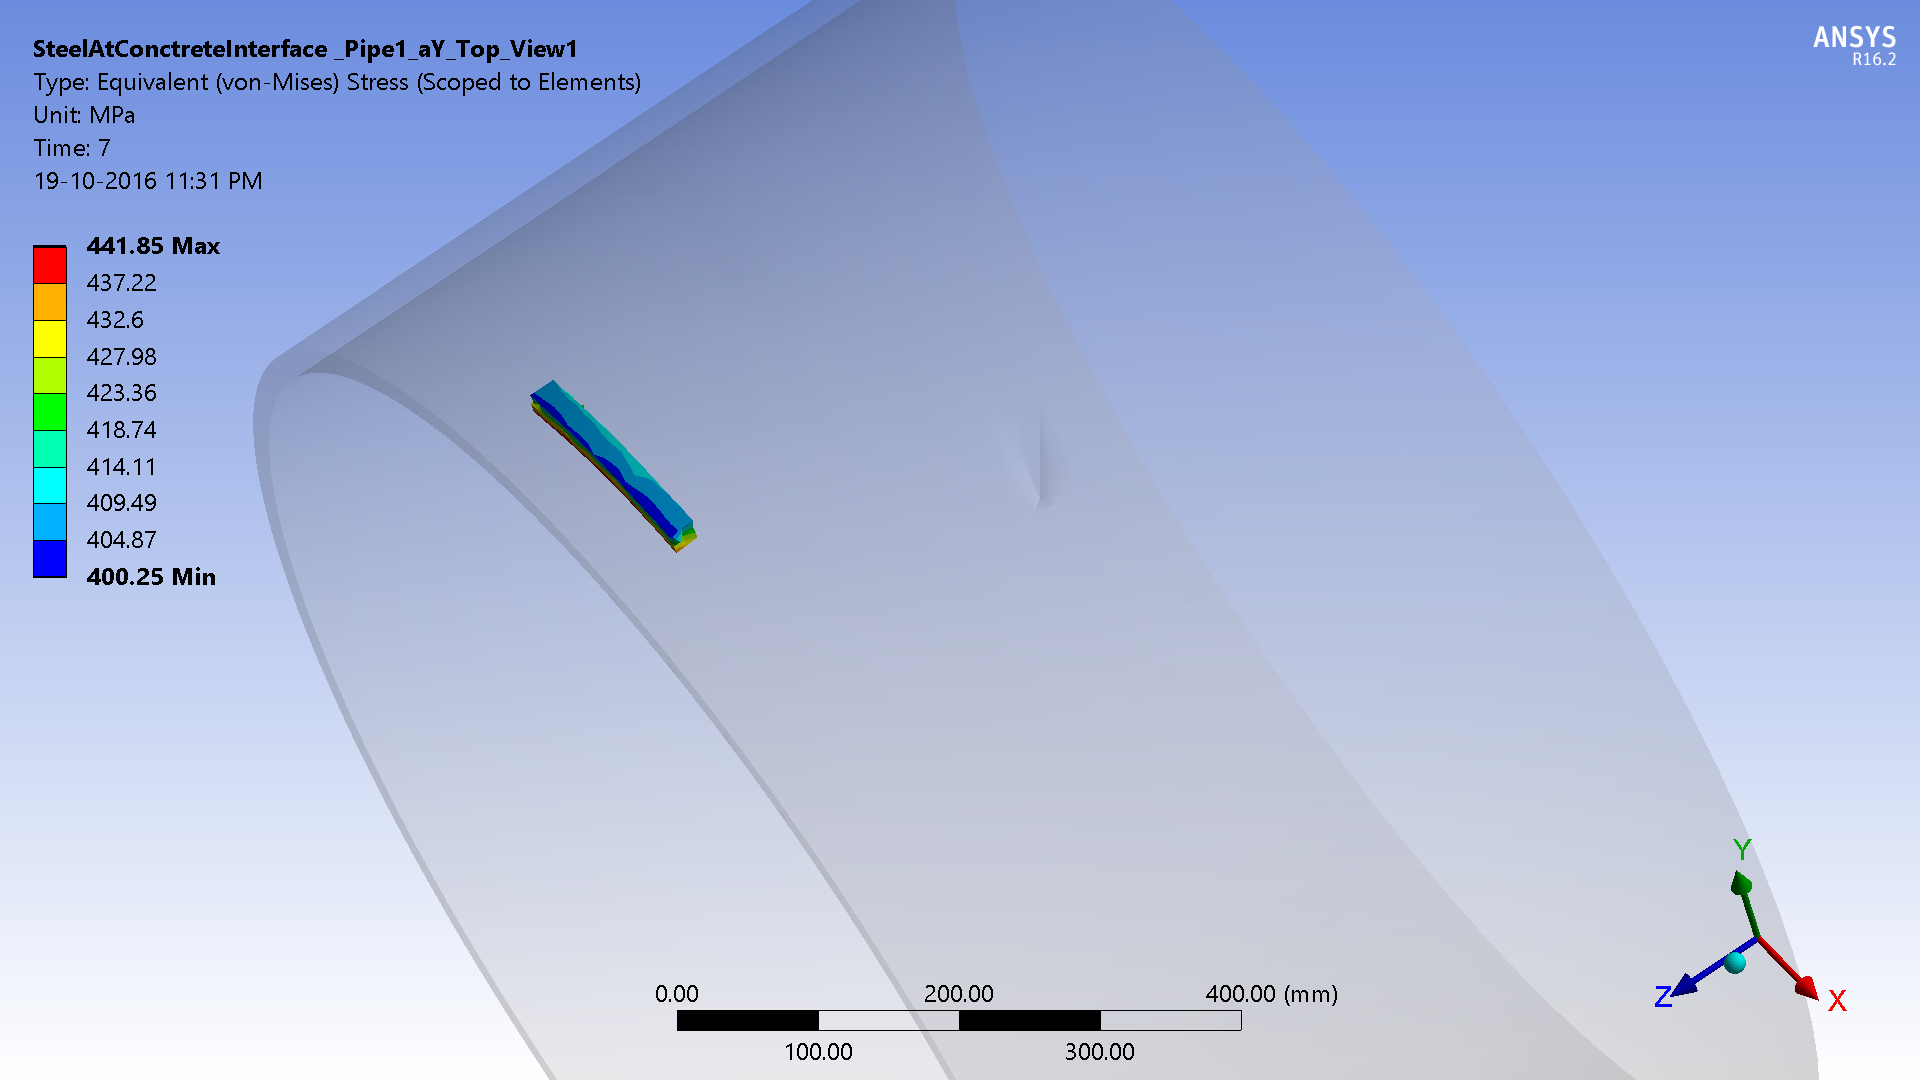 SteelAtConctreteInterface _Pipe1_aY_Top_View1
Type: Equivalent (von-Mises) Stress (Scoped to Elements)
Unit: MPa
Time: 7
19-10-2016 11:31 PM
ANSYS
R16.2
441.85 Max
437.22
432.6
427.98
423.36
418.74
414.11
409.49
404.87
400.25 Min
Y
Z
X
0.00 200.00 400.00 (mm)
100.00 300.00